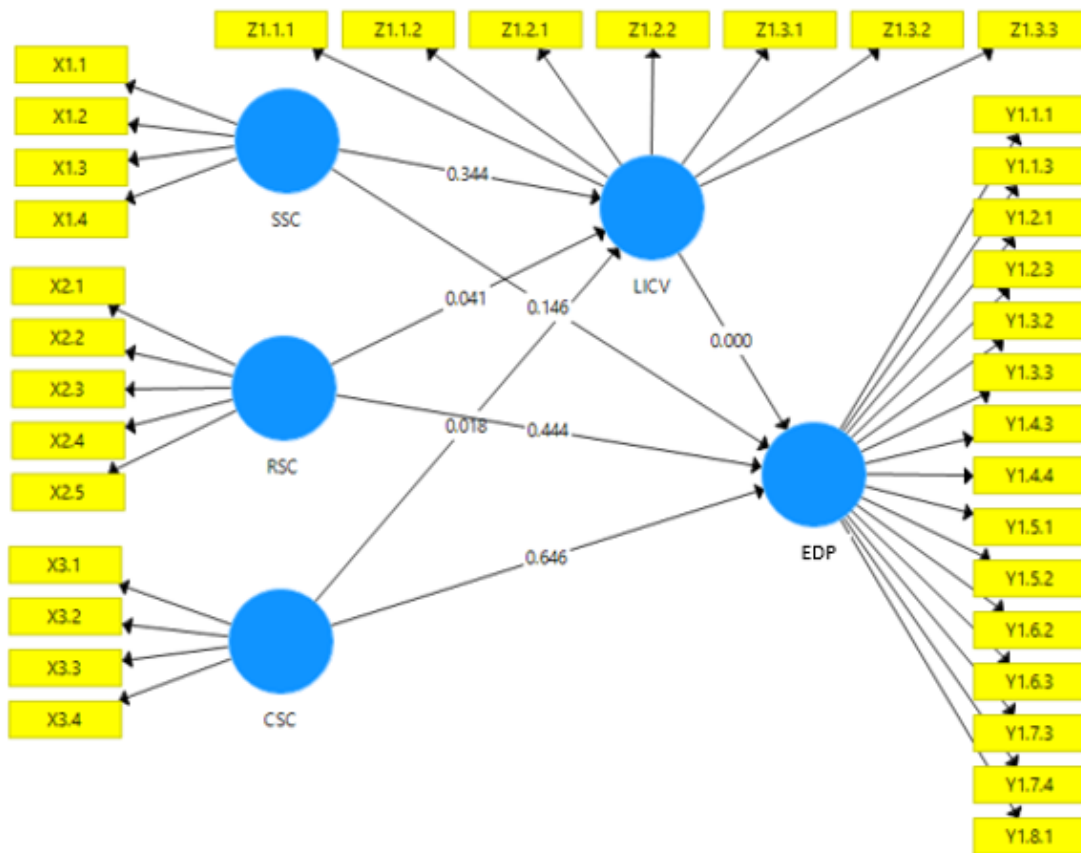 Z1.1.1
Z1.1.2
Z1.2.1
Z1.2.2
Z1.3.1
Z1.3.2
Z1.3.3
X1.1
X1.2
X1.3
X1.4
SSC
X2.1
X2.2
X2.3
X2.4
X2.5
RSC
X3.1
X3.2
X3.3
X3.4
CSC
0.344
0.041
0.146
0.018
0.444
0.646
LICV
0.000
EDP
Y1.1.1
Y1.1.3
Y1.2.1
Y1.2.3
Y1.3.2
Y1.3.3
Y1.4.3
Y1.4.4
Y1.5.1
Y1.5.2
Y1.6.2
Y1.6.3
Y1.7.3
Y1.7.4
Y1.8.1